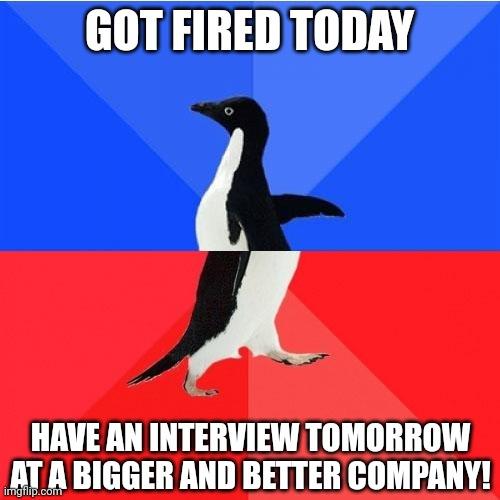 GOT FIRED TODAY
HAVE AN INTERVIEW TOMORROW
AT A BIGGER AND BETTER COMPANY!
imgflip.com